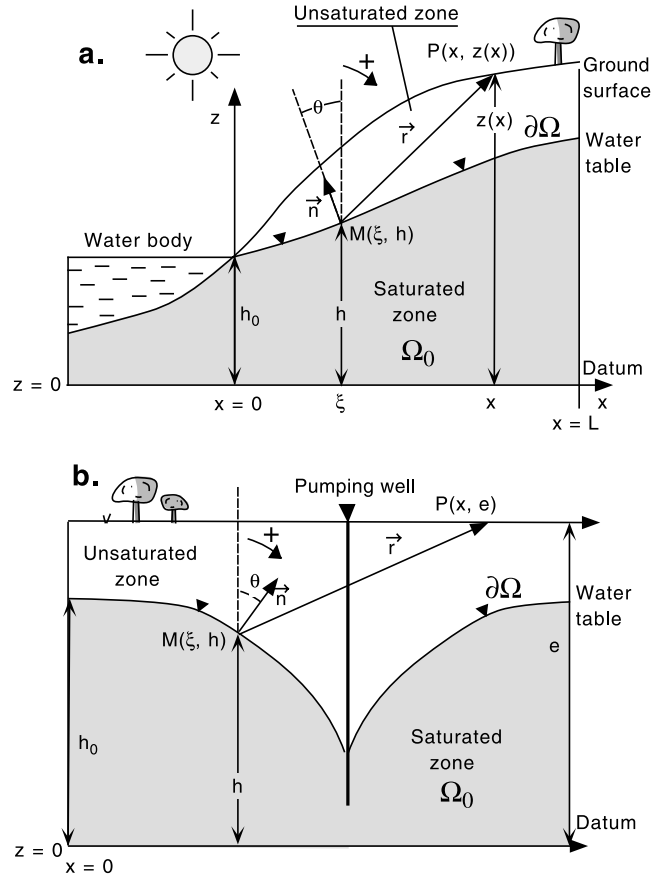 a.
Unsaturated zone
P(x, z(x))
+
θ
Ground
surface
z
r
z(x)
∂Ω
Water
table
n
Water body
M(ξ, h)
Saturated
zone
h₀
h
Ω₀
Datum
z = 0
x = 0
ξ
x
x
x = L
b.
Pumping well
P(x, e)
v
+
r
Unsaturated
zone
θ
n
∂Ω
Water
table
M(ξ, h)
e
h₀
Saturated
zone
h
Ω₀
Datum
z = 0
x = 0